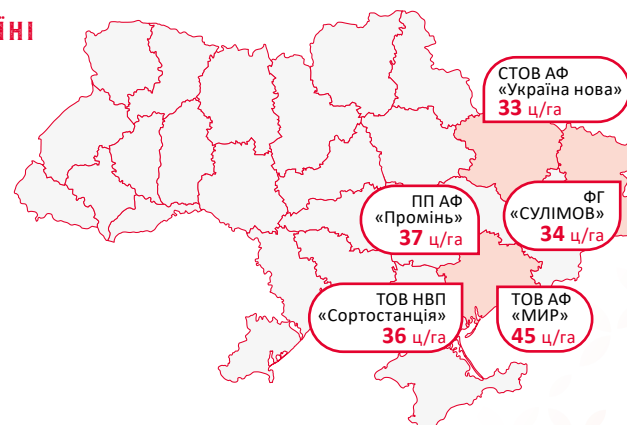 ЇНІ
СТОВ АФ
«Україна нова»
33 ц/га
ПП АФ
«Промінь»
37 ц/га
ФГ
«СУЛІМОВ»
34 ц/га
ТОВ НВП
«Сортостанція»
36 ц/га
ТОВ АФ
«МИР»
45 ц/га